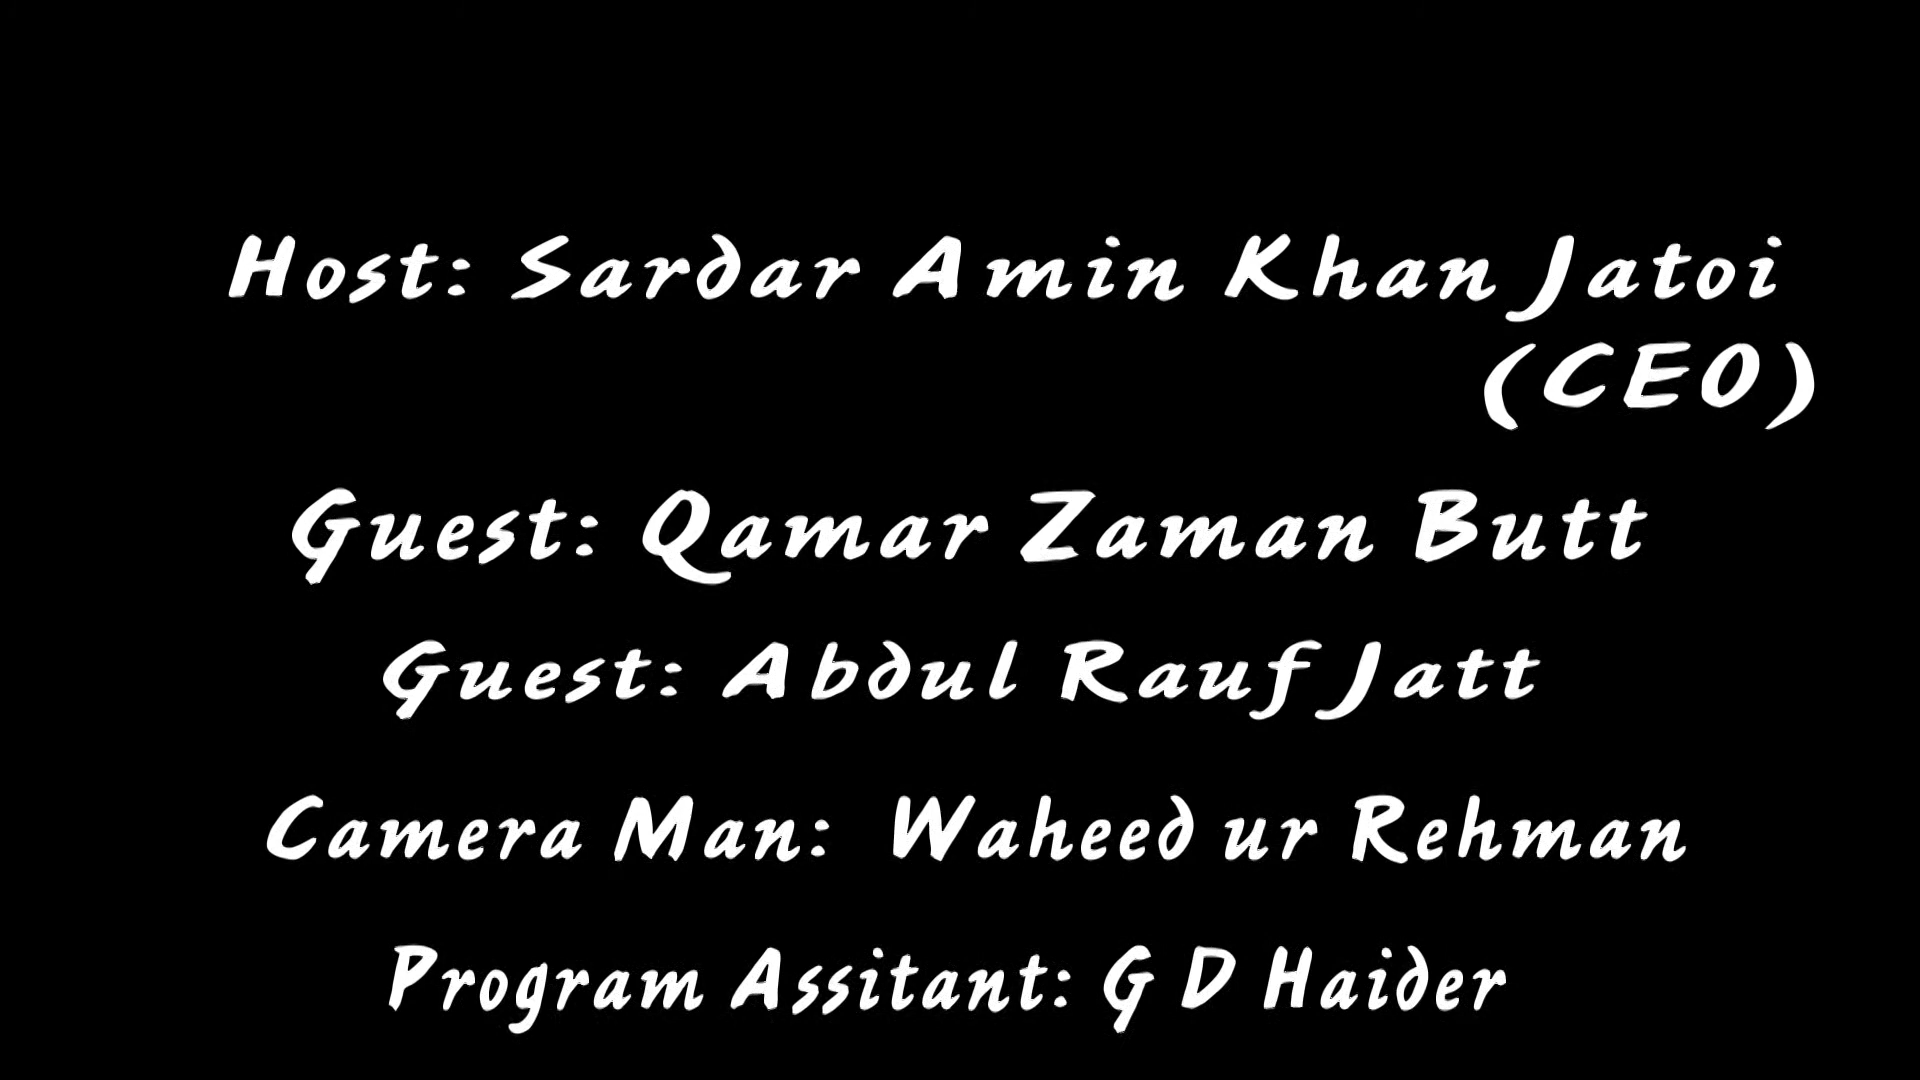 Host: Sardar Amin Khan Jatoi
(CEO)
Guest: Qamar Zaman Butt
Guest: Abdul Rauf Jatt
Camera Man: Waheed ur Rehman
Program Assitant: G D Haider